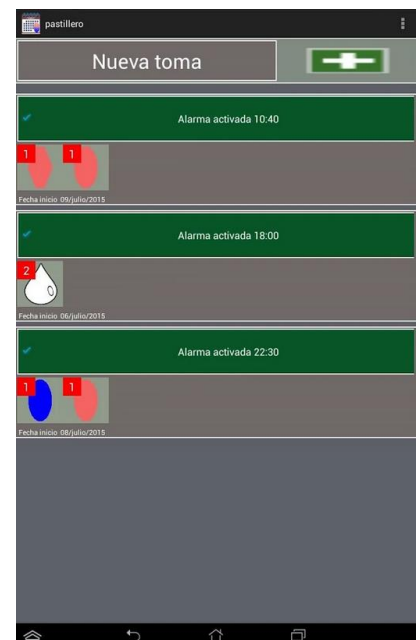 pastillero
Nueva toma
Alarma activada 10:40
1 1
Fecha inicio 09/julio/2015
Alarma activada 18:00
2
Fecha inicio 06/julio/2015
Alarma activada 22:30
1 1
Fecha inicio 08/julio/2015